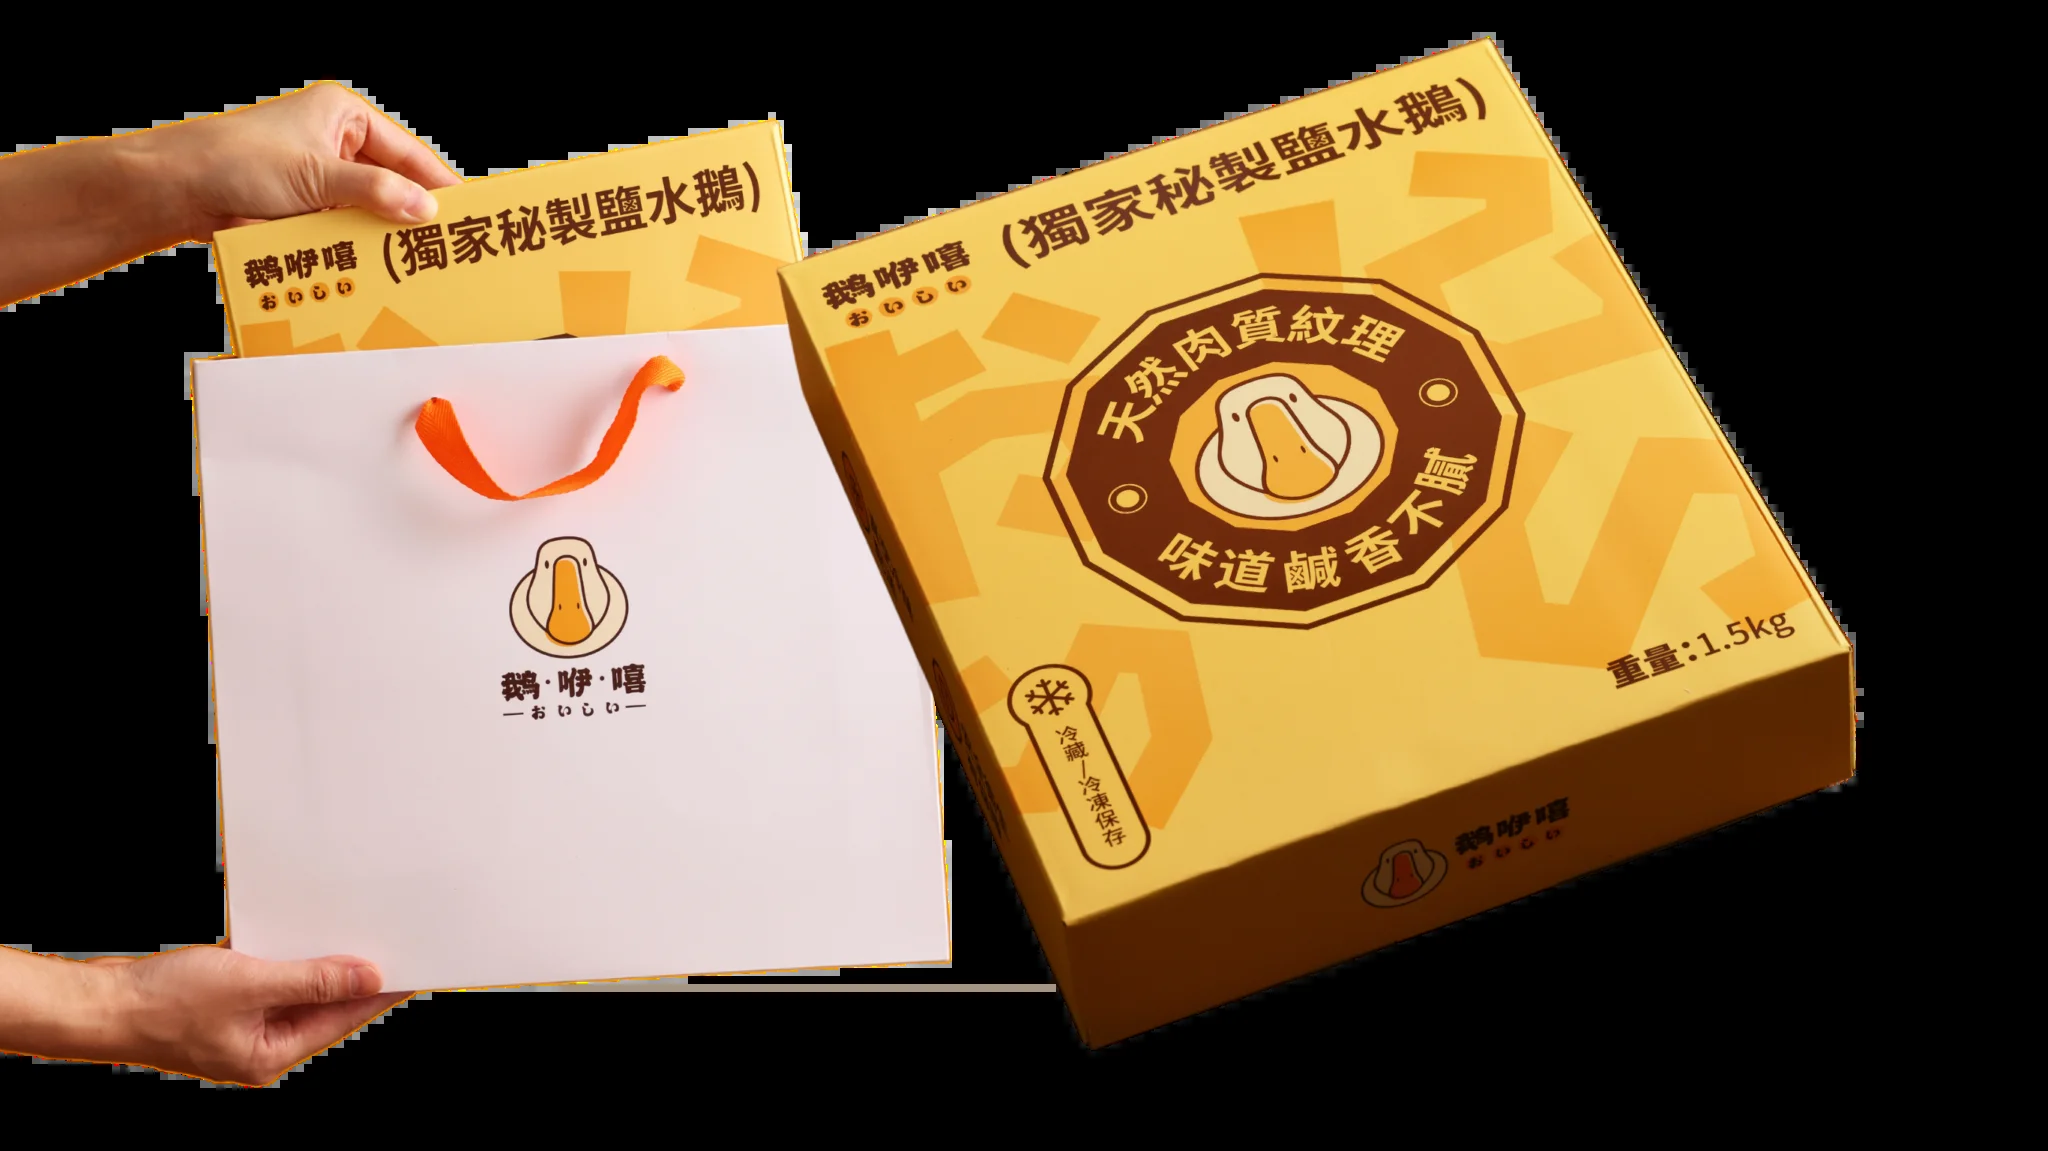 鵝咿嘻
おいしい
(獨家秘製鹽水鵝)
鵝·咿·嘻
おいしい
鵝咿嘻
おいしい
(獨家秘製鹽水鵝)
天然肉質紋理
味道鹹香不膩
冷藏/冷凍保存
重量:1.5kg
鵝咿嘻
おいしい